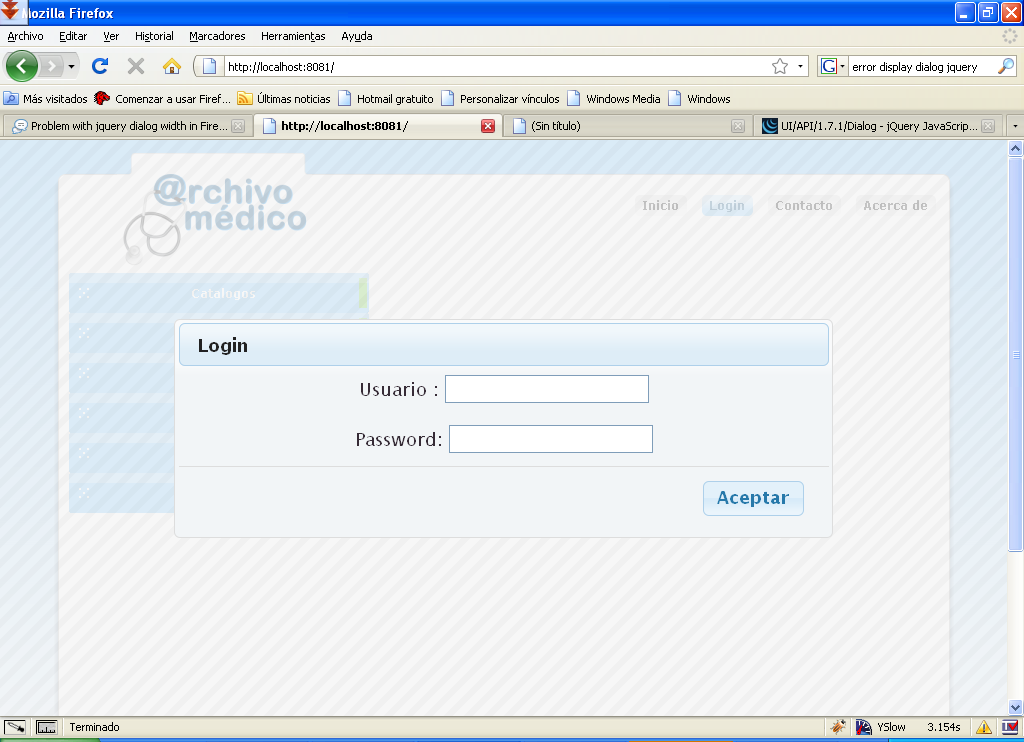 Mozilla Firefox
Archivo Editar Ver Historial Marcadores Herramientas Ayuda
http://localhost:8081/ G error display dialog jquery
Más visitados Comenzar a usar Firef... Últimas noticias Hotmail gratuito Personalizar vínculos Windows Media Windows
Problem with jquery dialog width in Fire... http://localhost:8081/ (Sin título) UI/API/1.7.1/Dialog - jQuery JavaScrip...
@rchivo
médico
Inicio Login Contacto Acerca de
Catalogos
Login
Usuario :
Password:
Aceptar
Terminado YSlow 3.154s